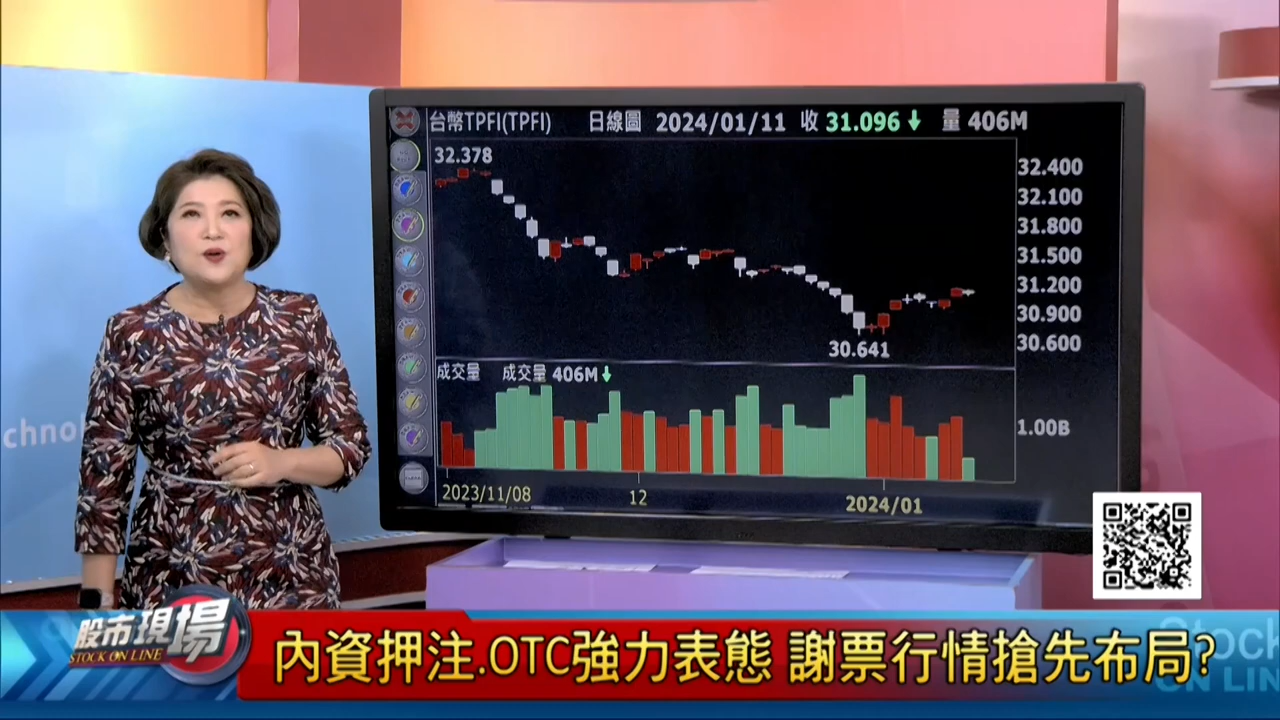 台幣TPFI(TPFI) 日線圖 2024/01/11 收 31.096↓ 量 406M
32.378
32.400
32.100
31.800
31.500
31.200
30.900
30.600
30.641
成交量 成交量 406M↓
1.00B
2023/11/08 12 2024/01
chnol
股市現場
STOCK ON LINE
內資押注.OTC強力表態 謝票行情搶先布局?
Stock
ON LIN